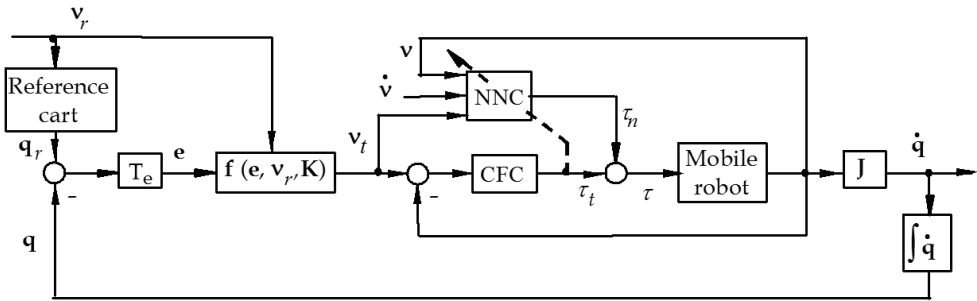 ν_r
Reference
cart
q_r
-
q
T_e
e
f (e, ν_r, K)
ν_t
ν
ν̇
NNC
-
CFC
τ_t
τ_n
τ
Mobile
robot
J
q̇
∫q̇